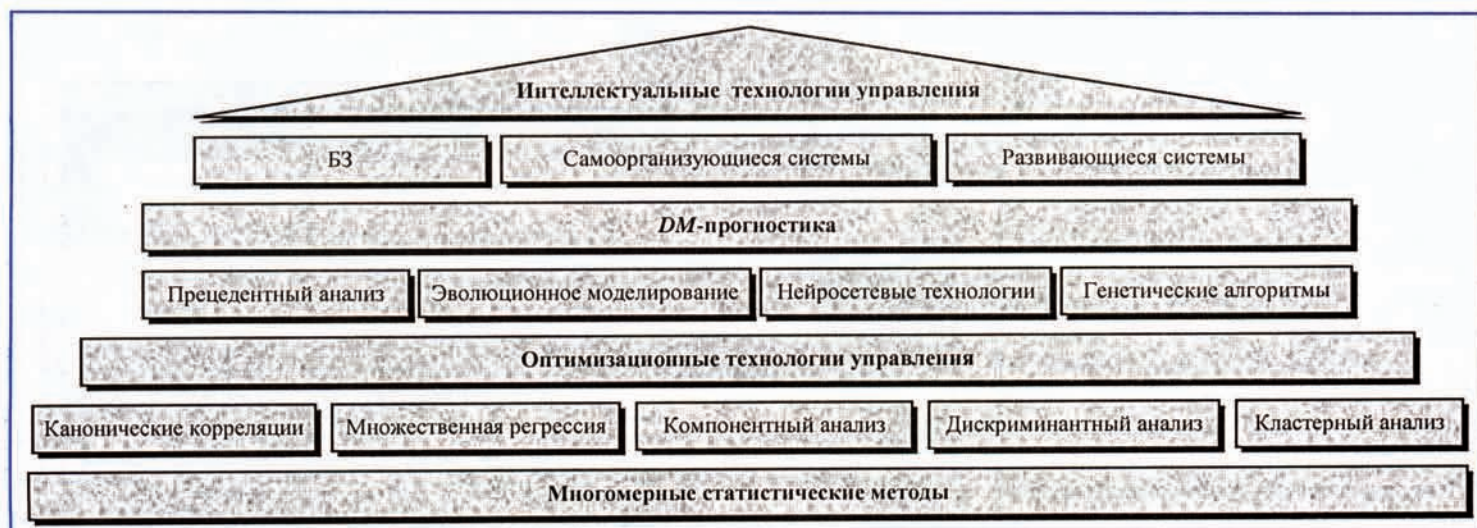 Интеллектуальные технологии управления
БЗ Самоорганизующиеся системы Развивающиеся системы
DM-прогностика
Прецедентный анализ Эволюционное моделирование Нейросетевые технологии Генетические алгоритмы
Оптимизационные технологии управления
Канонические корреляции Множественная регрессия Компонентный анализ Дискриминантный анализ Кластерный анализ
Многомерные статистические методы